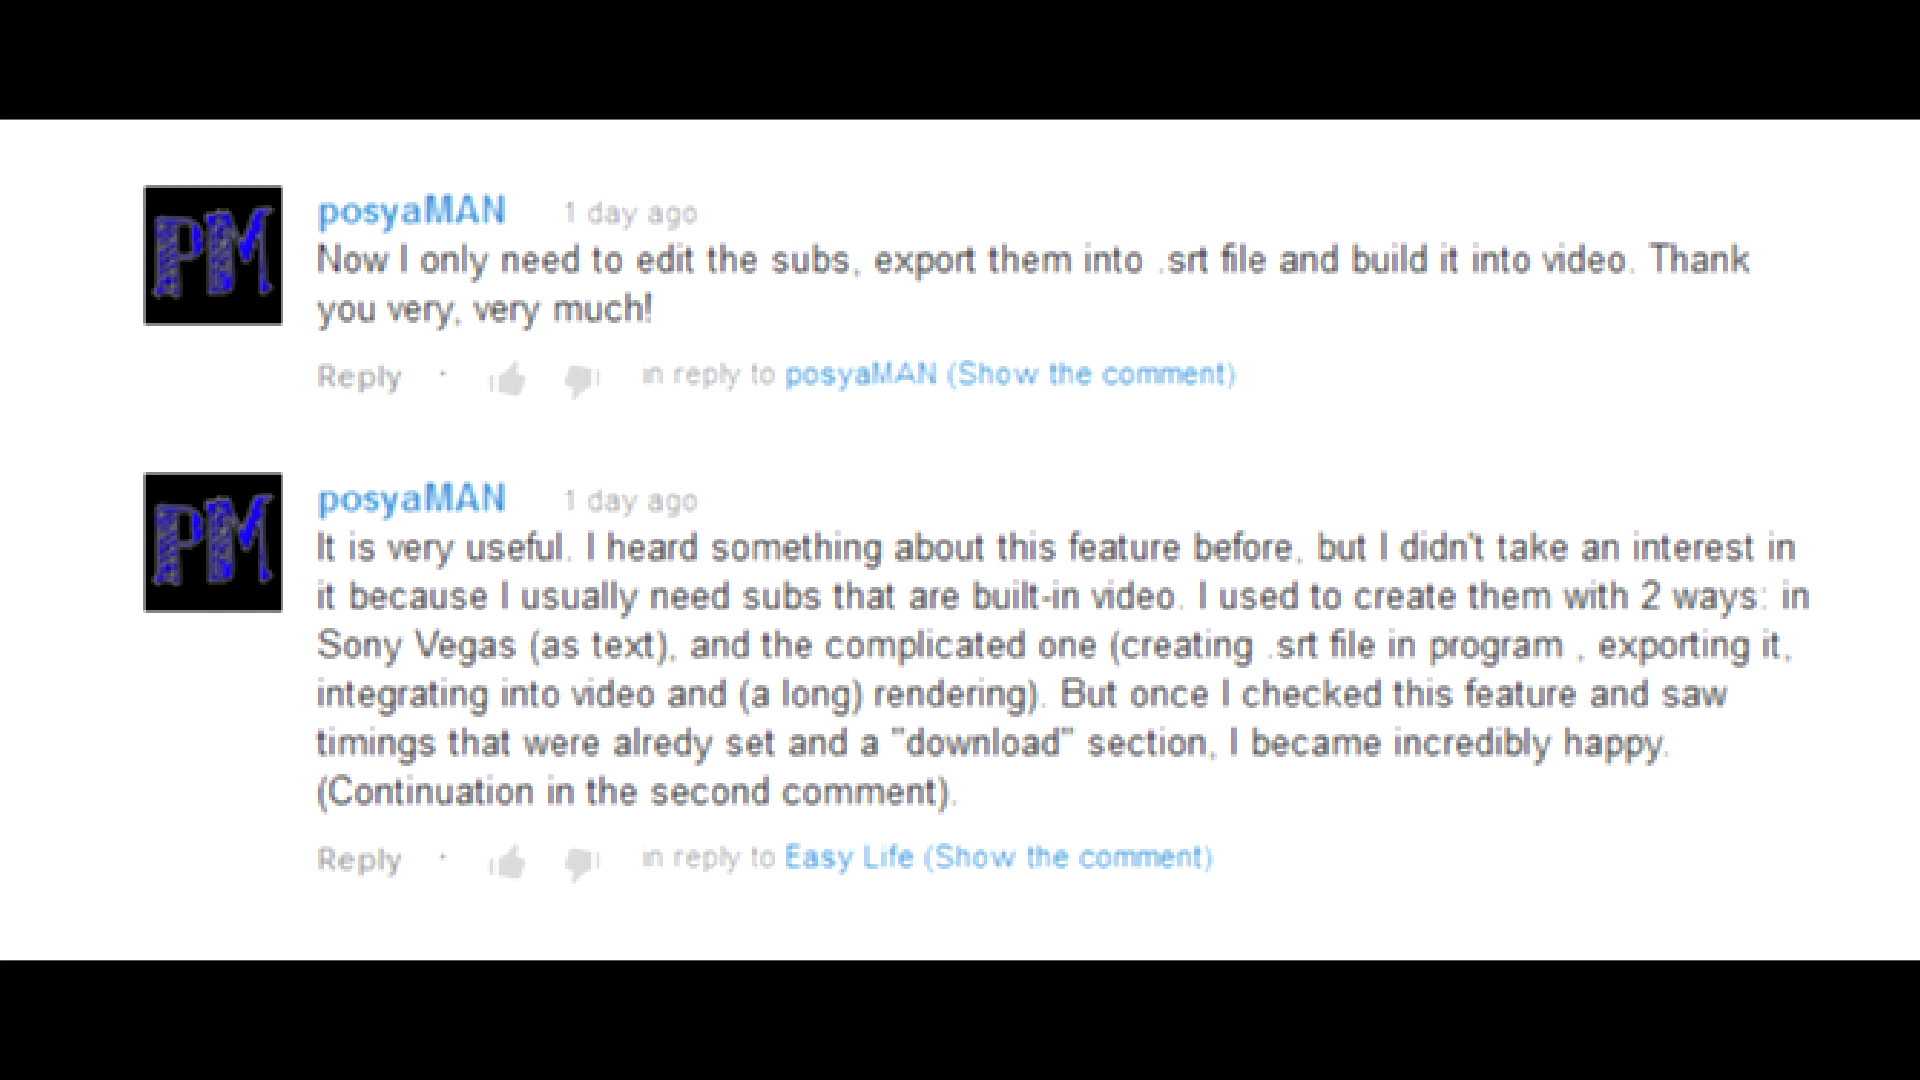 PM
posyaMAN 1 day ago
Now I only need to edit the subs, export them into .srt file and build it into video. Thank
you very, very much!
Reply · in reply to posyaMAN (Show the comment)
PM
posyaMAN 1 day ago
It is very useful. I heard something about this feature before, but I didn't take an interest in
it because I usually need subs that are built-in video. I used to create them with 2 ways: in
Sony Vegas (as text), and the complicated one (creating .srt file in program , exporting it,
integrating into video and (a long) rendering). But once I checked this feature and saw
timings that were alredy set and a "download" section, I became incredibly happy.
(Continuation in the second comment).
Reply · in reply to Easy Life (Show the comment)